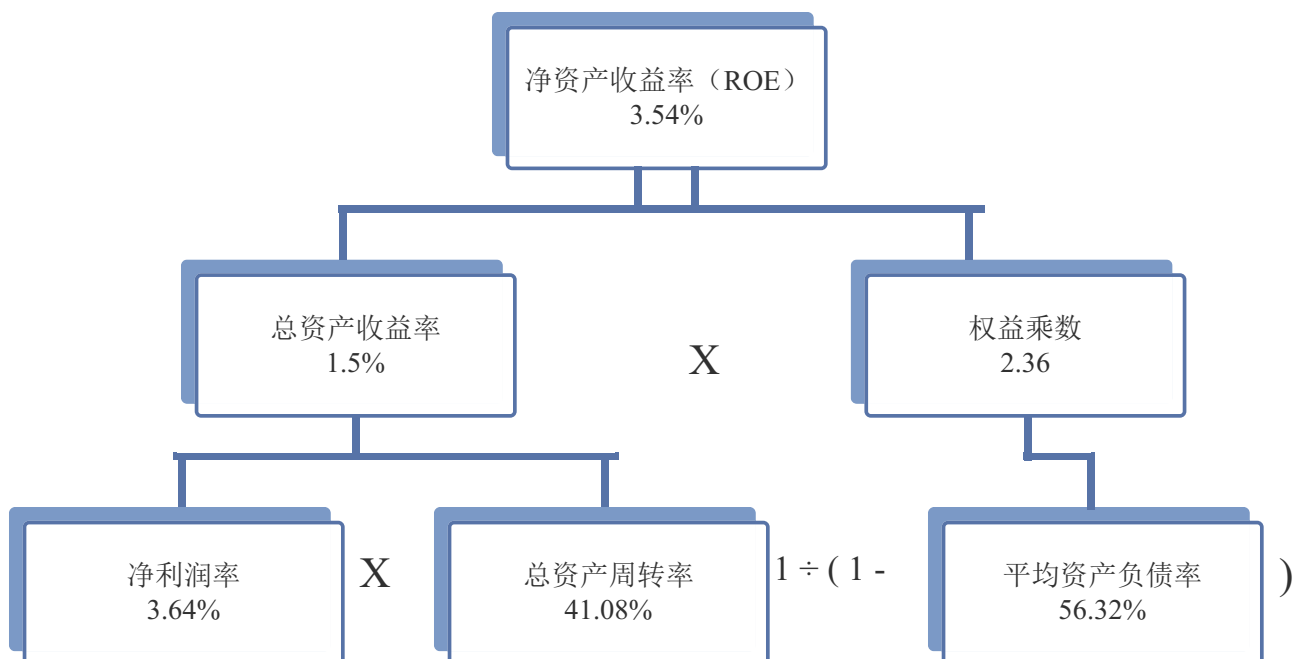 净资产收益率（ROE）
3.54%
总资产收益率
1.5%
X
权益乘数
2.36
净利润率
3.64%
X
总资产周转率
41.08%
1 ÷ ( 1 -
平均资产负债率
56.32%
)